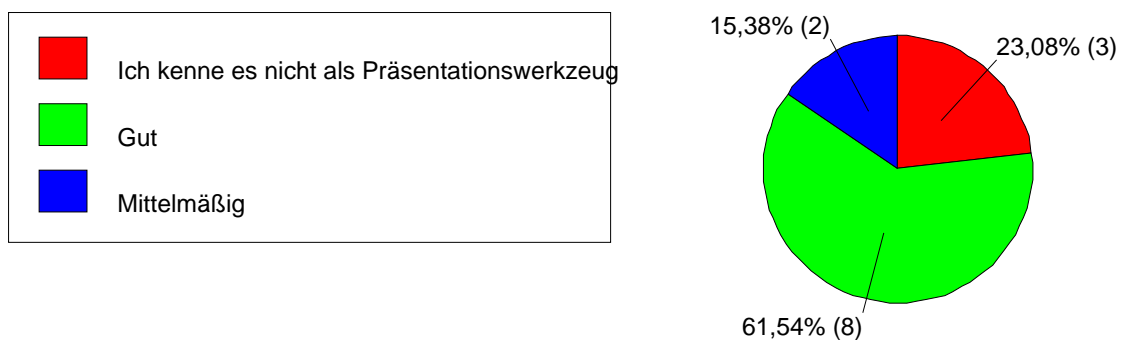 Ich kenne es nicht als Präsentationswerkzeug
Gut
Mittelmäßig
15,38% (2)
23,08% (3)
61,54% (8)